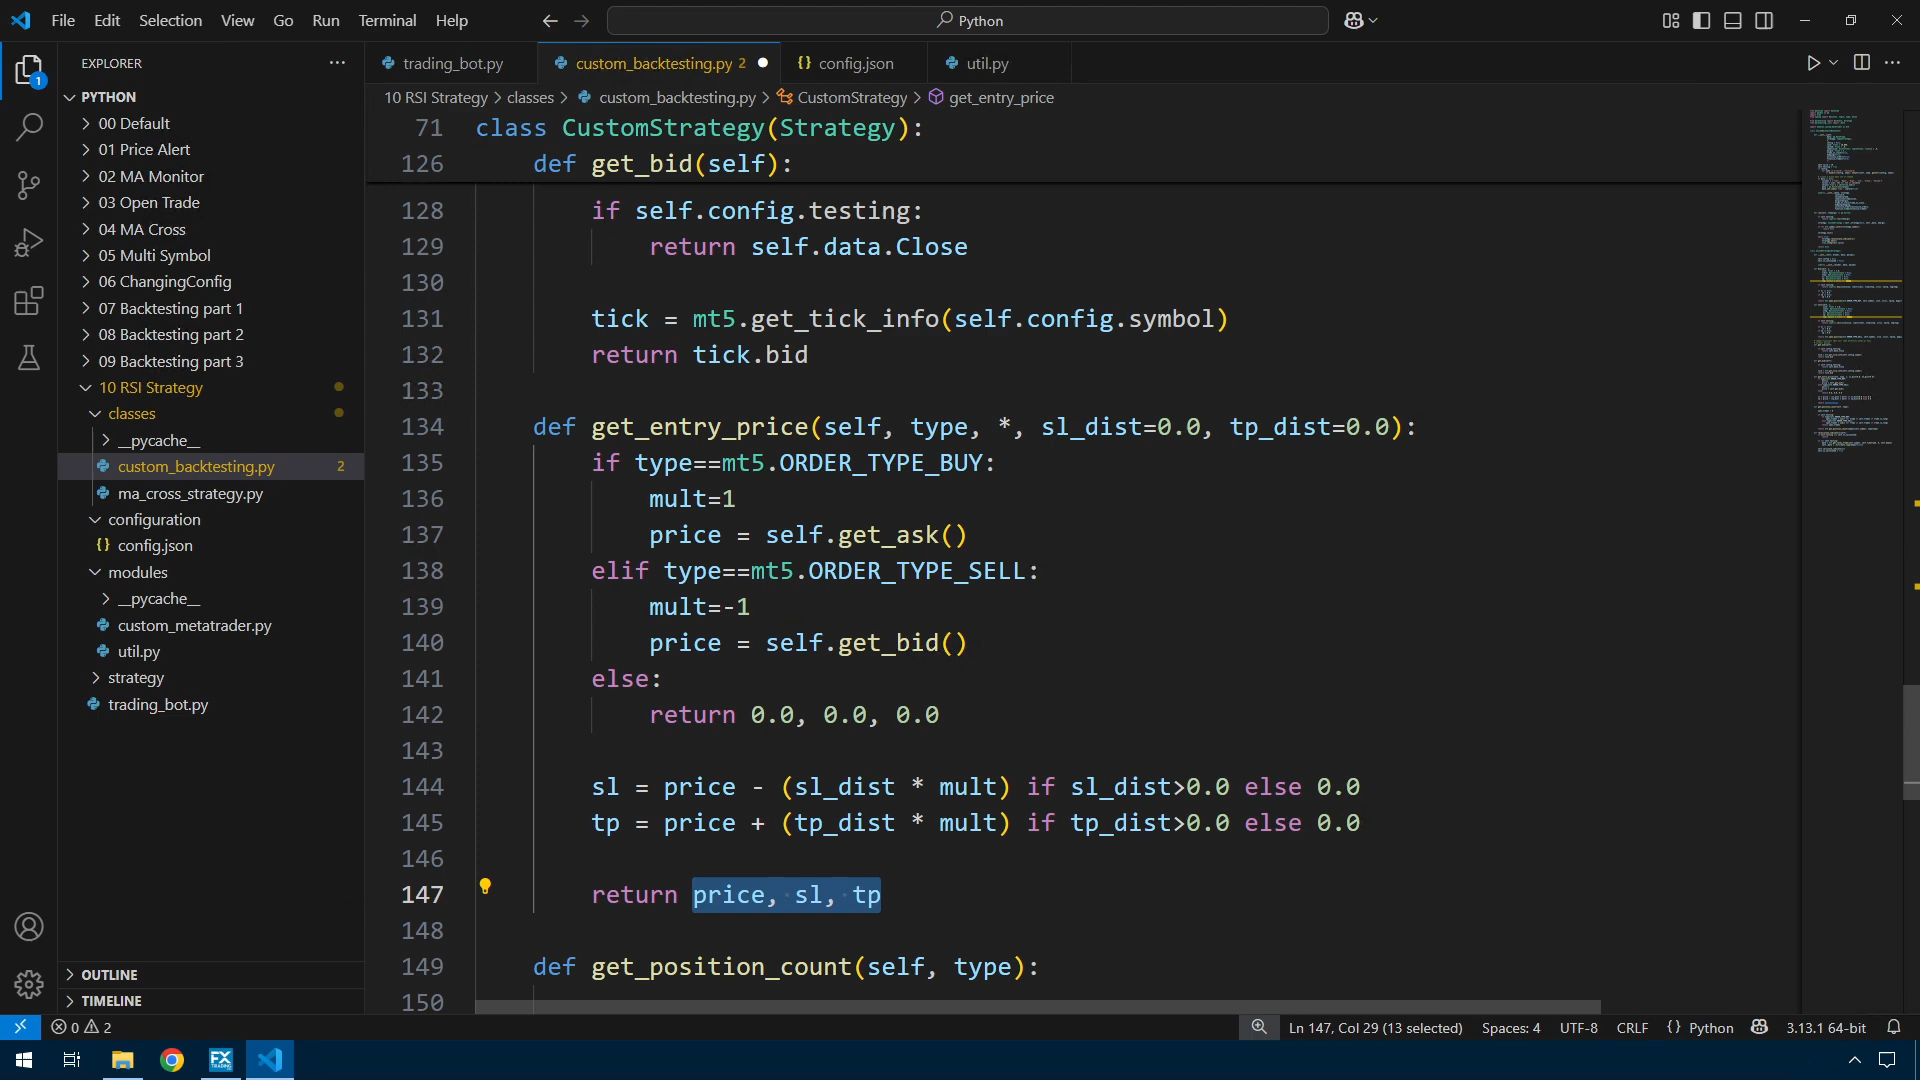 File Edit Selection View Go Run Terminal Help
Python
EXPLORER
PYTHON
00 Default
01 Price Alert
02 MA Monitor
03 Open Trade
04 MA Cross
05 Multi Symbol
06 ChangingConfig
07 Backtesting part 1
08 Backtesting part 2
09 Backtesting part 3
10 RSI Strategy
classes
__pycache__
custom_backtesting.py 2
ma_cross_strategy.py
configuration
config.json
modules
__pycache__
custom_metatrader.py
util.py
strategy
trading_bot.py
OUTLINE
TIMELINE
1
trading_bot.py custom_backtesting.py 2 config.json util.py
10 RSI Strategy > classes > custom_backtesting.py > CustomStrategy > get_entry_price
71 class CustomStrategy(Strategy):
126 def get_bid(self):
128 if self.config.testing:
129 return self.data.Close
130
131 tick = mt5.get_tick_info(self.config.symbol)
132 return tick.bid
133
134 def get_entry_price(self, type, *, sl_dist=0.0, tp_dist=0.0):
135 if type==mt5.ORDER_TYPE_BUY:
136 mult=1
137 price = self.get_ask()
138 elif type==mt5.ORDER_TYPE_SELL:
139 mult=-1
140 price = self.get_bid()
141 else:
142 return 0.0, 0.0, 0.0
143
144 sl = price - (sl_dist * mult) if sl_dist>0.0 else 0.0
145 tp = price + (tp_dist * mult) if tp_dist>0.0 else 0.0
146
147 return price, sl, tp
148
149 def get_position_count(self, type):
150
0 2
Ln 147, Col 29 (13 selected) Spaces: 4 UTF-8 CRLF {} Python 3.13.1 64-bit
FX TRADING